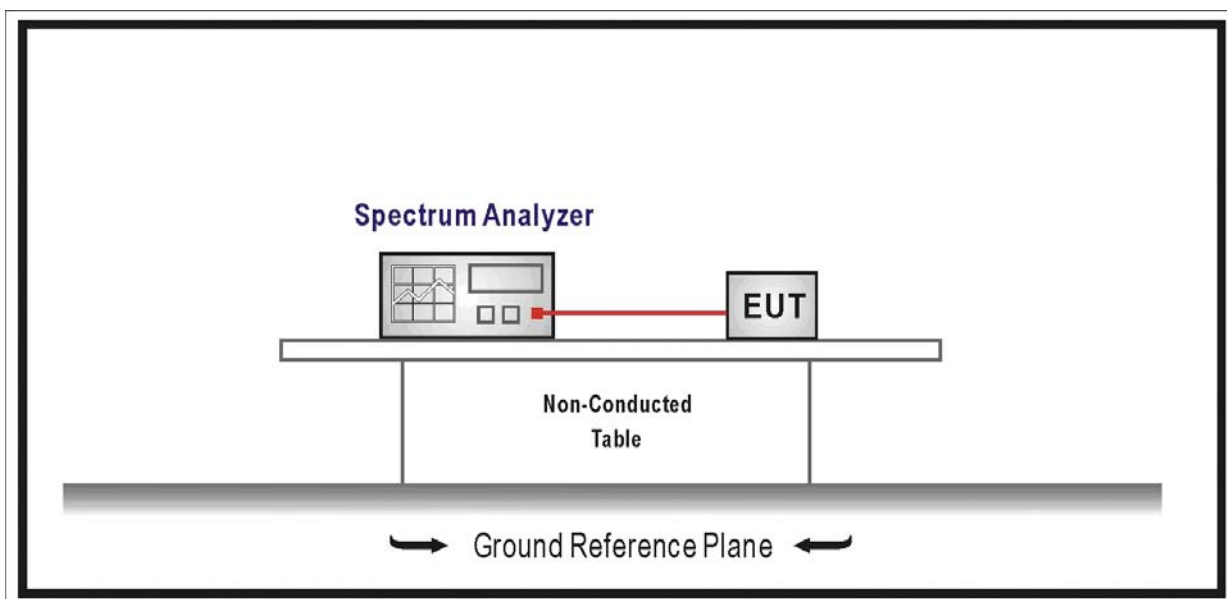 Spectrum Analyzer
EUT
Non-Conducted
Table
Ground Reference Plane